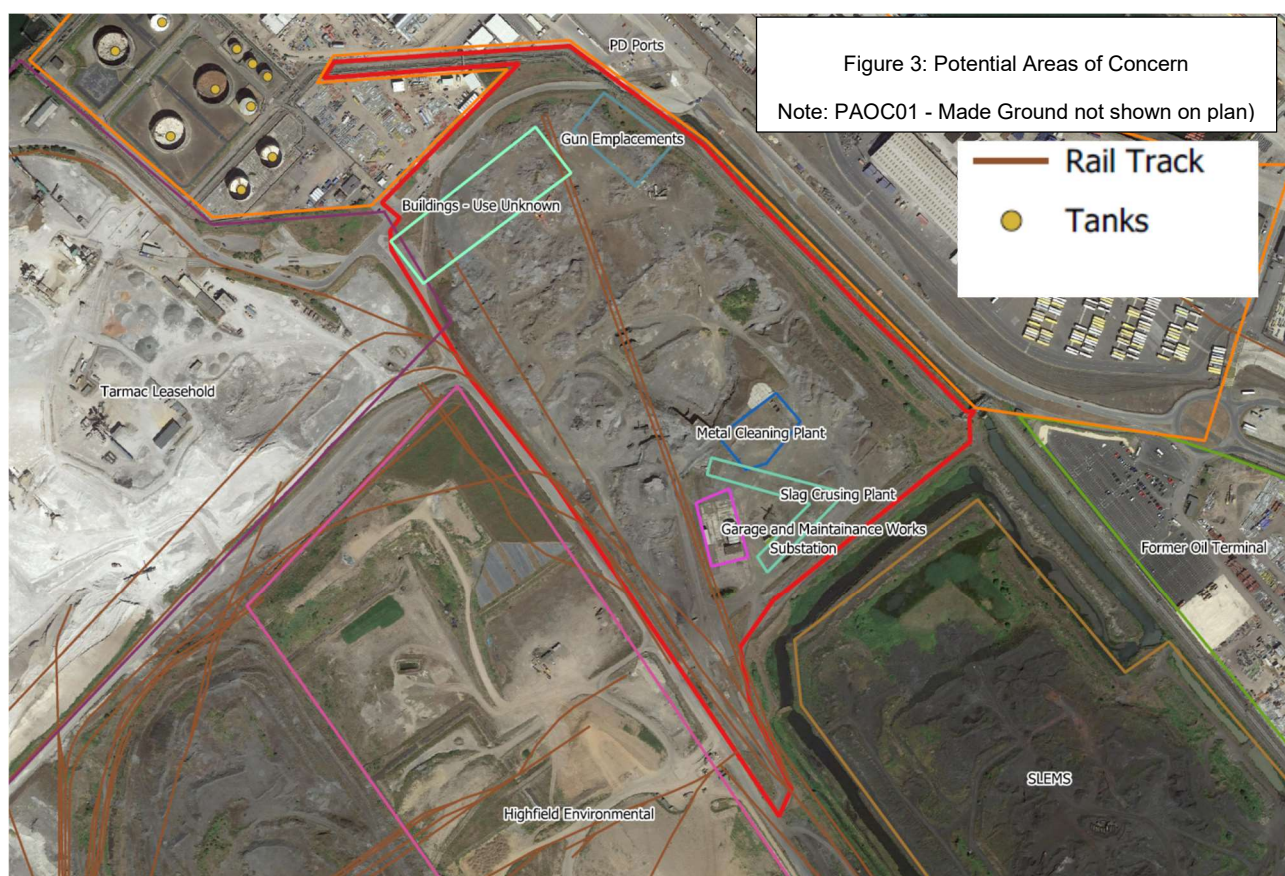 PD Ports
Figure 3: Potential Areas of Concern
Note: PAOC01 - Made Ground not shown on plan)
Rail Track
Tanks
Gun Emplacements
Buildings - Use Unknown
Tarmac Leasehold
Metal Cleaning Plant
Slag Crusing Plant
Garage and Maintainance Works
Substation
Former Oil Terminal
SLEMS
Highfield Environmental